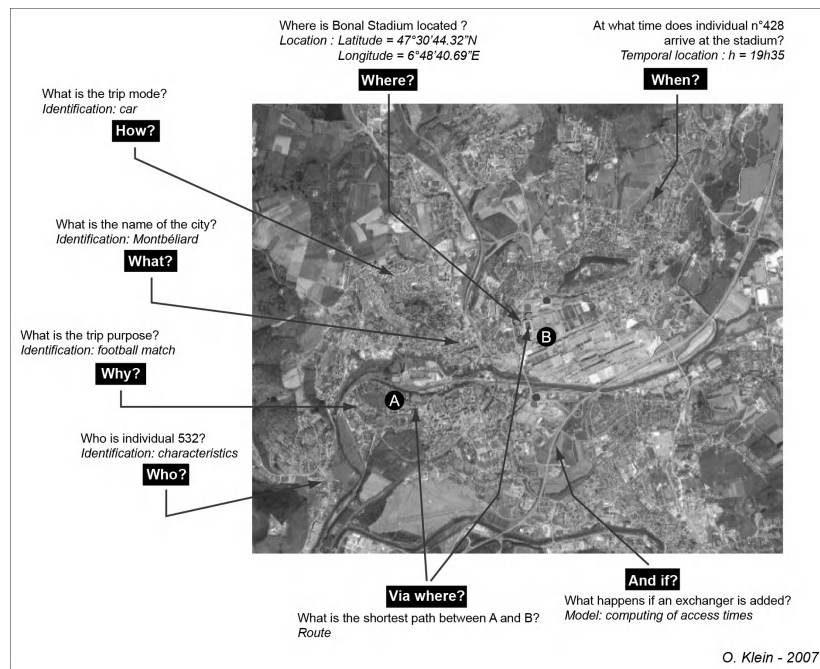 Where is Bonal Stadium located ?
Location : Latitude = 47°30'44.32"N
Longitude = 6°48'40.69"E
Where?
At what time does individual n°428
arrive at the stadium?
Temporal location : h = 19h35
When?
What is the trip mode?
Identification: car
How?
What is the name of the city?
Identification: Montbéliard
What?
What is the trip purpose?
Identification: football match
Why?
Who is individual 532?
Identification: characteristics
Who?
A
B
Via where?
What is the shortest path between A and B?
Route
And if?
What happens if an exchanger is added?
Model: computing of access times
O. Klein - 2007